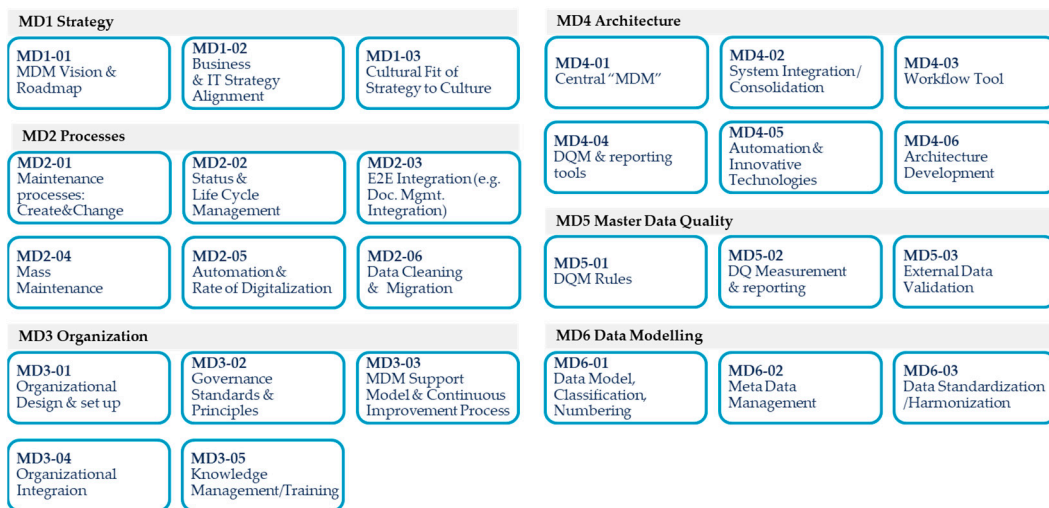 MD1 Strategy
MD1-01
MDM Vision &
Roadmap
MD1-02
Business
& IT Strategy
Alignment
MD1-03
Cultural Fit of
Strategy to Culture
MD2 Processes
MD2-01
Maintenance
processes:
Create&Change
MD2-02
Status &
Life Cycle
Management
MD2-03
E2E Integration (e.g.
Doc. Mgmt.
Integration)
MD2-04
Mass
Maintenance
MD2-05
Automation &
Rate of Digitalization
MD2-06
Data Cleaning
& Migration
MD3 Organization
MD3-01
Organizational
Design & set up
MD3-02
Governance
Standards &
Principles
MD3-03
MDM Support
Model & Continuous
Improvement Process
MD3-04
Organizational
Integraion
MD3-05
Knowledge
Management/Training
MD4 Architecture
MD4-01
Central “MDM”
MD4-02
System Integration/
Consolidation
MD4-03
Workflow Tool
MD4-04
DQM & reporting
tools
MD4-05
Automation &
Innovative
Technologies
MD4-06
Architecture
Development
MD5 Master Data Quality
MD5-01
DQM Rules
MD5-02
DQ Measurement
& reporting
MD5-03
External Data
Validation
MD6 Data Modelling
MD6-01
Data Model,
Classification,
Numbering
MD6-02
Meta Data
Management
MD6-03
Data Standardization
/Harmonization